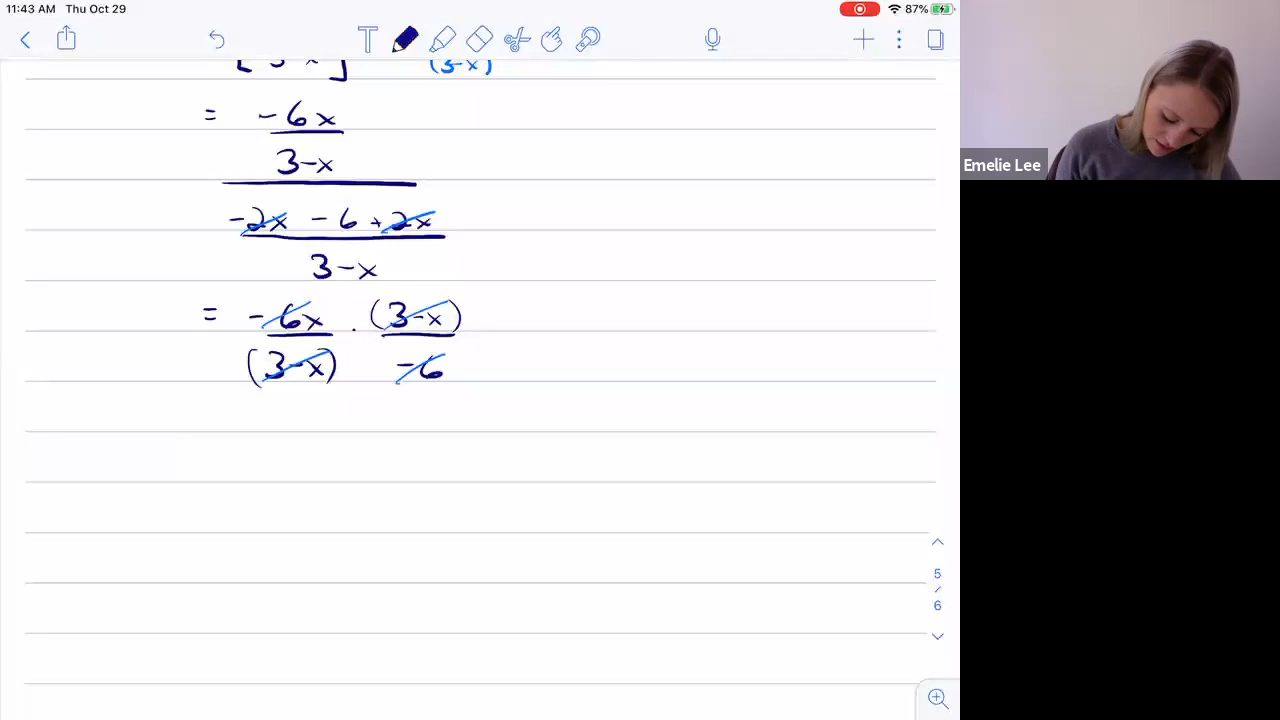 11:43 AM Thu Oct 29 87%
T
(3-x)
= -6x
3-x
-2x - 6 + 2x
3-x
= -6x . (3-x)
(3-x) -6
Emelie Lee
5
/
6